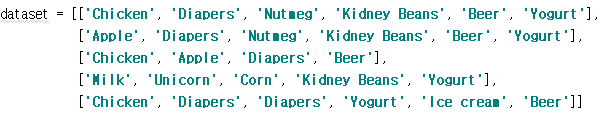 dataset = [['Chicken', 'Diapers', 'Nutmeg', 'Kidney Beans', 'Beer', 'Yogurt'],
['Apple', 'Diapers', 'Nutmeg', 'Kidney Beans', 'Beer', 'Yogurt'],
['Chicken', 'Apple', 'Diapers', 'Beer'],
['Milk', 'Unicorn', 'Corn', 'Kidney Beans', 'Yogurt'],
['Chicken', 'Diapers', 'Diapers', 'Yogurt', 'Ice cream', 'Beer']]